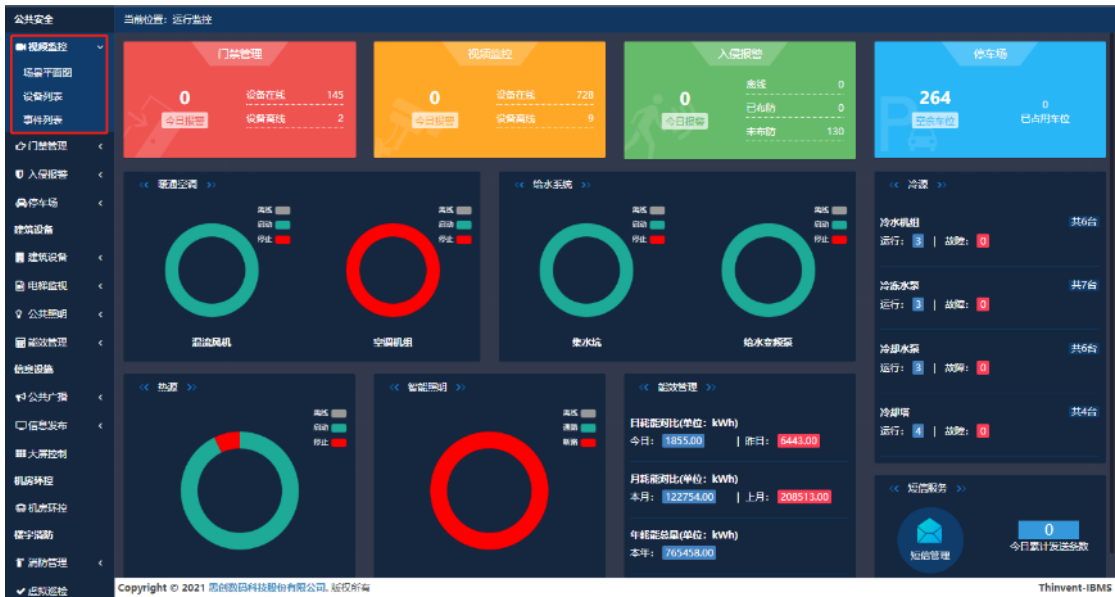 公共安全
当前位置：运行监控
视频监控
场景平面图
设备列表
事件列表
门禁管理
入侵报警
停车场
建筑设备
建筑设备
电梯监视
公共照明
能效管理
信息设施
公共广播
信息发布
大屏控制
机房环控
机房环控
楼宇消防
消防管理
虚拟巡检
门禁管理
0
今日报警
设备在线 145
设备离线 2
视频监控
0
今日报警
设备在线 728
设备离线 9
入侵报警
0
今日报警
离线 0
已布防 0
未布防 130
停车场
264
空余车位
0
已占用车位
<< 暖通空调 >>
离线
启动
停止
混流风机
离线
启动
停止
空调机组
<< 给水系统 >>
离线
启动
停止
集水坑
离线
启动
停止
给水变频泵
<< 冷源 >>
冷水机组 共6台
运行： 3 | 故障： 0
冷冻水泵 共7台
运行： 3 | 故障： 0
冷却水泵 共6台
运行： 3 | 故障： 0
冷却塔 共4台
运行： 4 | 故障： 0
<< 热源 >>
离线
启动
停止
<< 智能照明 >>
离线
<< 能效管理 >>
日耗能对比(单位：kWh)
今日： 1855.00 | 昨日： 6443.00
月耗能对比(单位：kWh)
本月： 122754.00 | 上月： 208513.00
年耗能总量(单位：kWh)
本年： 765458.00
<< 短信服务 >>
短信管理
0
今日累计发送条数
Copyright © 2021 思创数码科技股份有限公司. 版权所有
Thinvent-IBMS